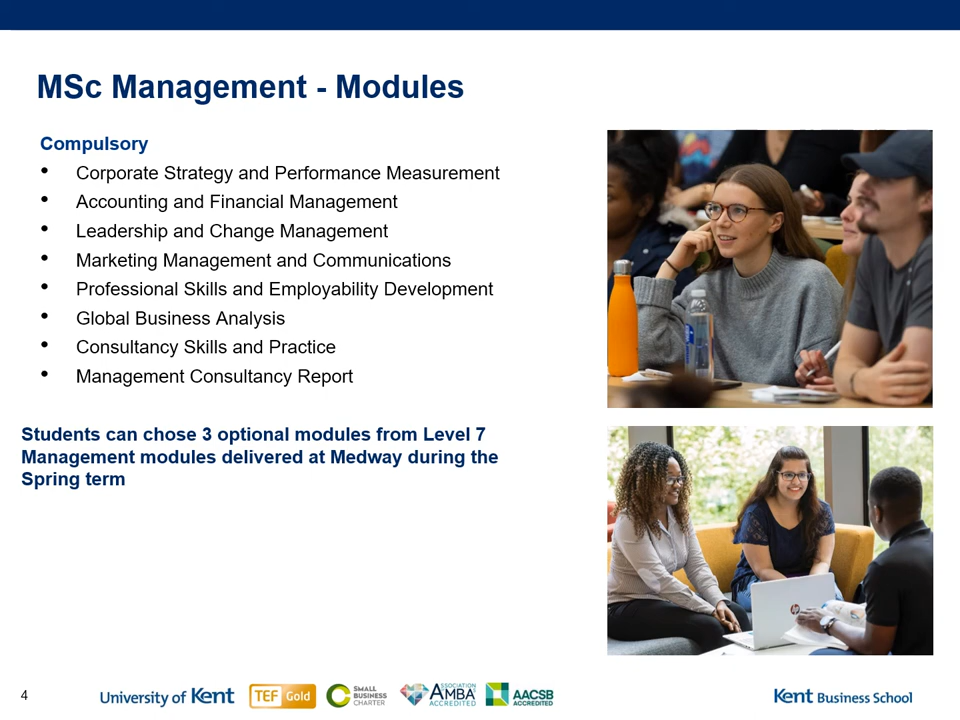 MSc Management - Modules
Compulsory
• Corporate Strategy and Performance Measurement
• Accounting and Financial Management
• Leadership and Change Management
• Marketing Management and Communications
• Professional Skills and Employability Development
• Global Business Analysis
• Consultancy Skills and Practice
• Management Consultancy Report
Students can chose 3 optional modules from Level 7
Management modules delivered at Medway during the
Spring term
hp
4
University of Kent
TEF Gold
SMALL
BUSINESS
CHARTER
ASSOCIATION
AMBA
ACCREDITED
AACSB
ACCREDITED
Kent Business School